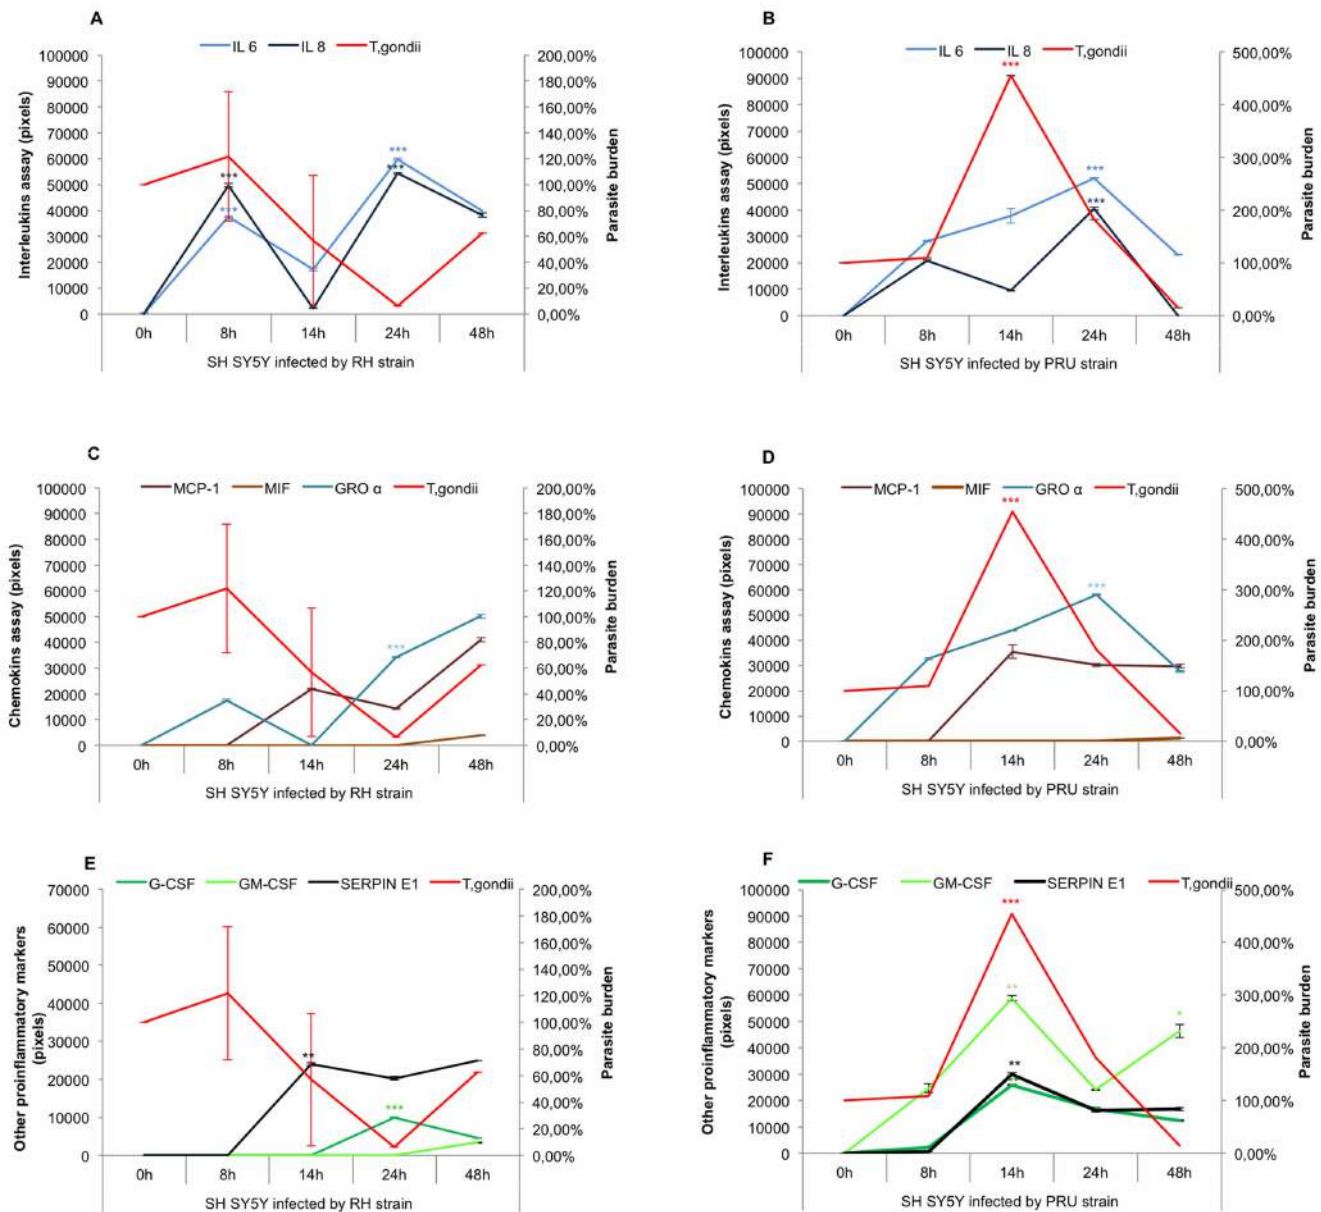 A
IL 6 IL 8 T,gondii
Interleukins assay (pixels)
100000 200,00%
90000 180,00%
80000 160,00%
70000 140,00%
60000 120,00%
50000 100,00%
40000 80,00%
30000 60,00%
20000 40,00%
10000 20,00%
0 0,00%
Parasite burden
***
***
***
***
0h 8h 14h 24h 48h
SH SY5Y infected by RH strain
B
IL 6 IL 8 T,gondii
Interleukins assay (pixels)
100000
90000
80000
70000
60000
50000
40000
30000
20000
10000
0
500,00%
400,00%
300,00%
200,00%
100,00%
0,00%
Parasite burden
***
***
***
0h 8h 14h 24h 48h
SH SY5Y infected by PRU strain
C
MCP-1 MIF GRO α T,gondii
Chemokins assay (pixels)
100000 200,00%
90000 180,00%
80000 160,00%
70000 140,00%
60000 120,00%
50000 100,00%
40000 80,00%
30000 60,00%
20000 40,00%
10000 20,00%
0 0,00%
Parasite burden
***
0h 8h 14h 24h 48h
SH SY5Y infected by RH strain
D
MCP-1 MIF GRO α T,gondii
Chemokins assay (pixels)
100000
90000
80000
70000
60000
50000
40000
30000
20000
10000
0
500,00%
400,00%
300,00%
200,00%
100,00%
0,00%
Parasite burden
***
***
0h 8h 14h 24h 48h
SH SY5Y infected by PRU strain
E
G-CSF GM-CSF SERPIN E1 T,gondii
Other proinflammatory markers
(pixels)
70000
60000
50000
40000
30000
20000
10000
0
200,00%
180,00%
160,00%
140,00%
120,00%
100,00%
80,00%
60,00%
40,00%
20,00%
0,00%
Parasite burden
**
***
0h 8h 14h 24h 48h
SH SY5Y infected by RH strain
F
G-CSF GM-CSF SERPIN E1 T,gondii
Other proinflammatory markers
(pixels)
100000
90000
80000
70000
60000
50000
40000
30000
20000
10000
0
500,00%
400,00%
300,00%
200,00%
100,00%
0,00%
Parasite burden
***
**
*
**
0h 8h 14h 24h 48h
SH SY5Y infected by PRU strain